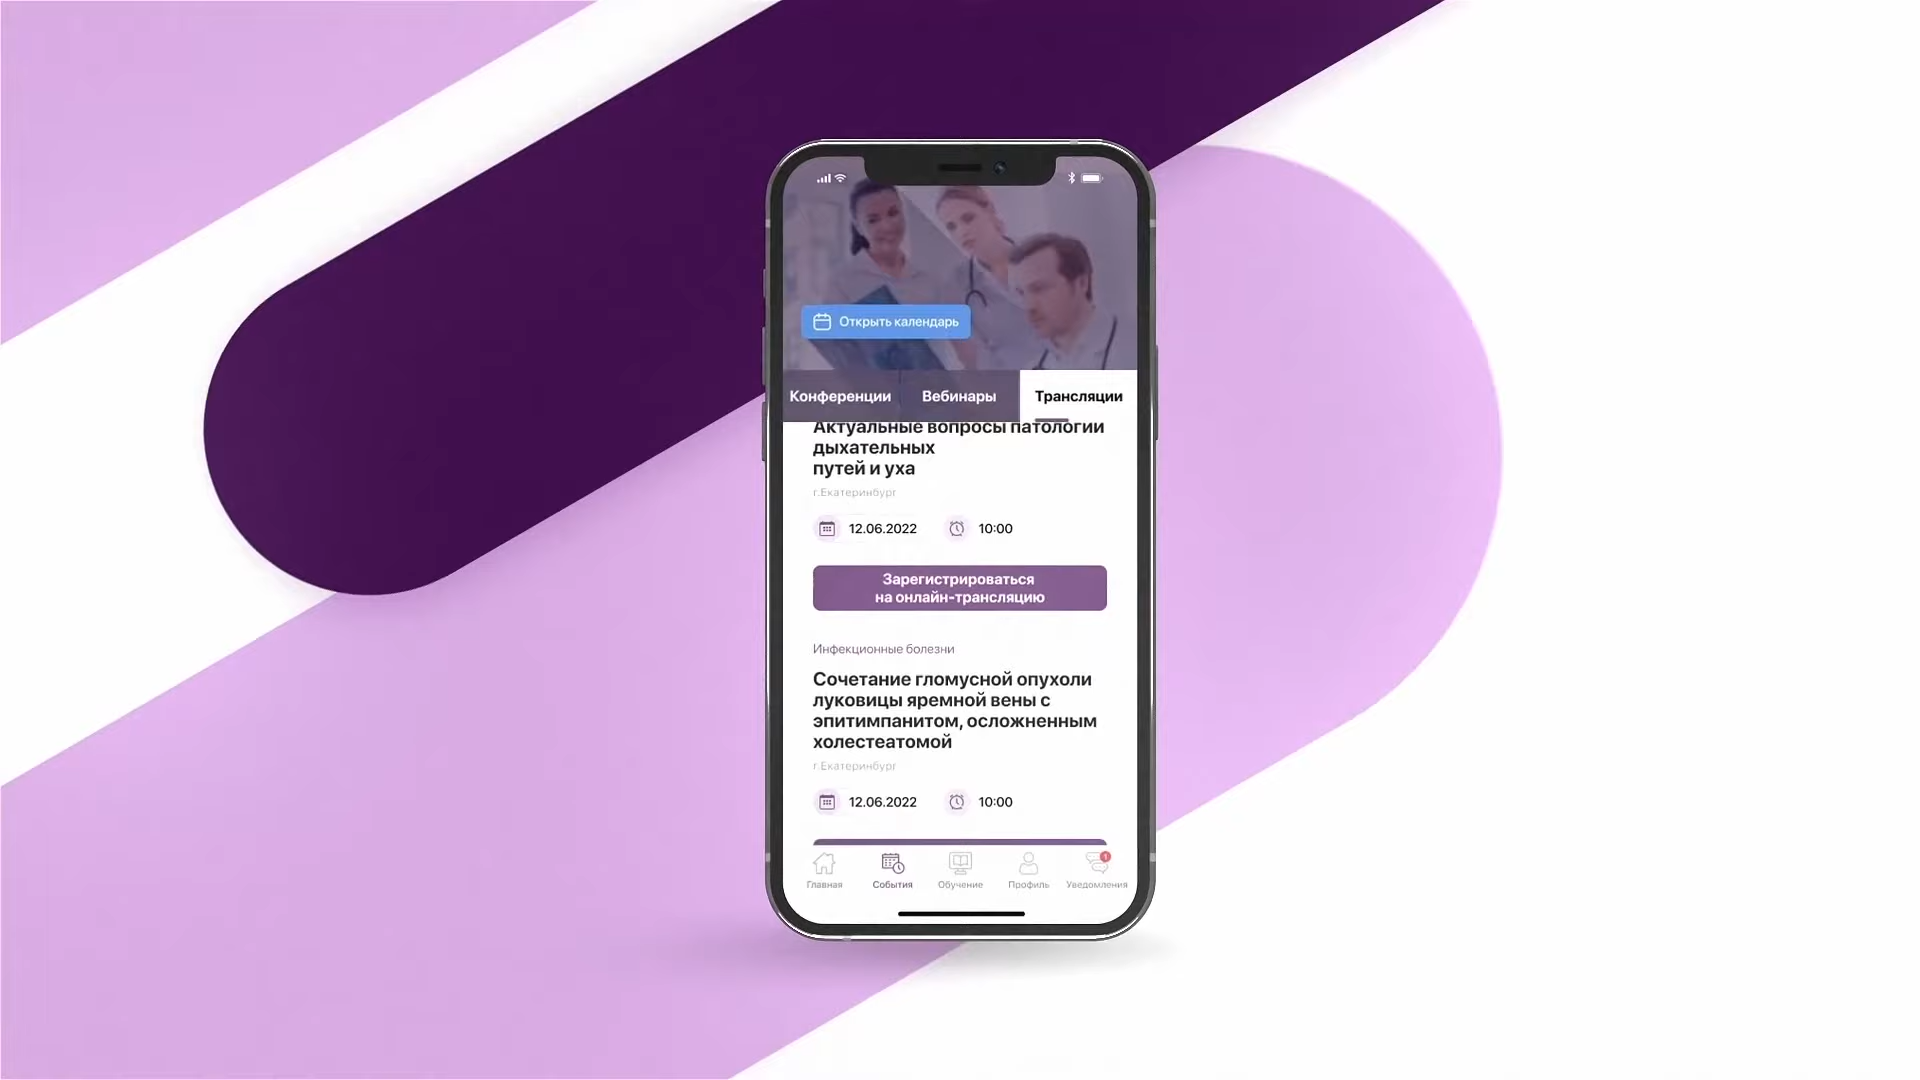 Открыть календарь
Конференции Вебинары Трансляции
Актуальные вопросы патологии
дыхательных
путей и уха
г.Екатеринбург
12.06.2022 10:00
Зарегистрироваться
на онлайн-трансляцию
Инфекционные болезни
Сочетание гломусной опухоли
луковицы яремной вены с
эпитимпанитом, осложненным
холестеатомой
г.Екатеринбург
12.06.2022 10:00
1
Главная События Обучение Профиль Уведомления